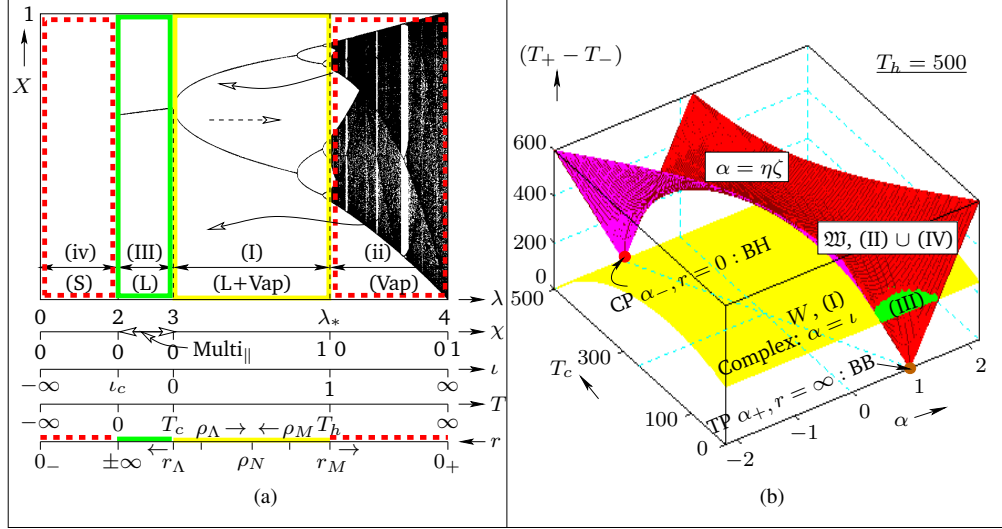 1
X
(iv) (III) (I) (ii)
(S) (L) (L+Vap) (Vap)
λ
0 2 3 λ* 4
χ
0 0 0 Multi∥ 1 0 0 1
ι
−∞ ι_c 0 1 ∞
T
−∞ 0 T_c ρ_Λ → ← ρ_M T_h ∞
r
0_− ±∞ ← r_Λ ρ_N r_M → 0_+
(a)
(T_+ − T_−)
T_h = 500
600
400
200
0
α = ηζ
𝔚, (II) ∪ (IV)
(III)
CP α_−, r = 0 : BH
W, (I)
Complex: α = ι
TP α_+, r = ∞ : BB
500
300
100
0
T_c
−2 −1 0 1 2
α →
(b)